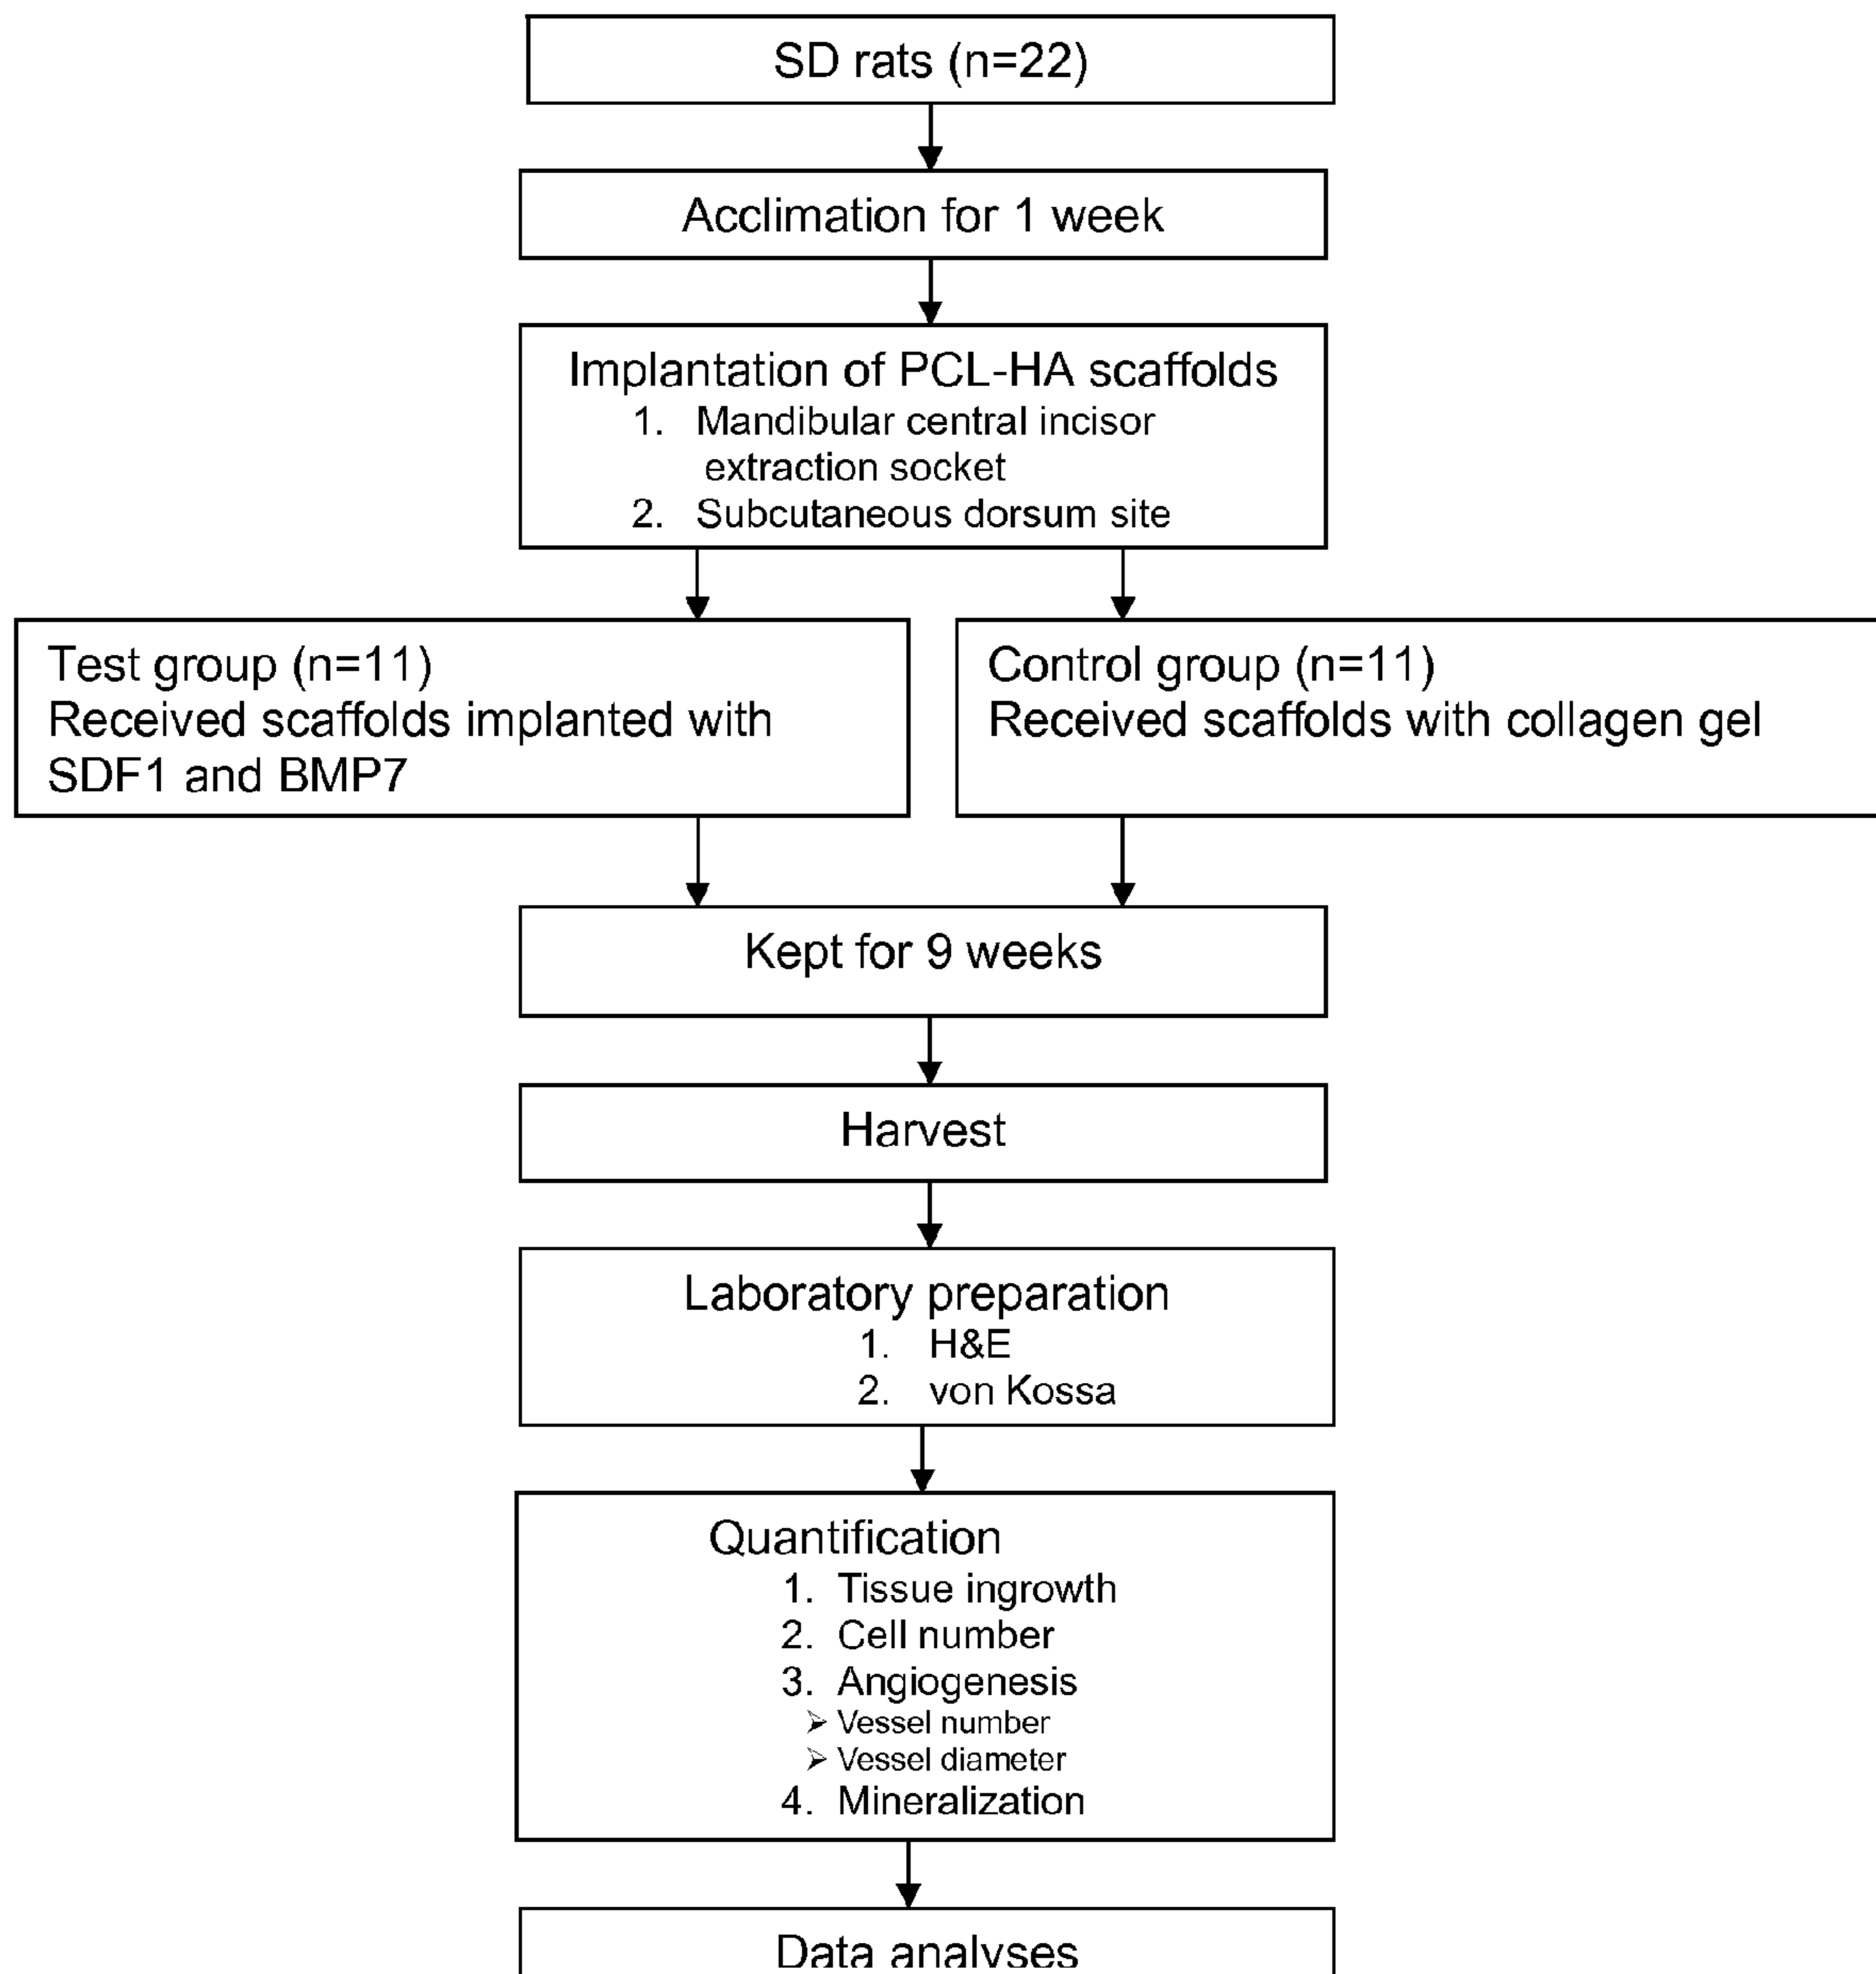 SD rats (n=22)
Acclimation for 1 week
Implantation of PCL-HA scaffolds
1. Mandibular central incisor
extraction socket
2. Subcutaneous dorsum site
Test group (n=11)
Received scaffolds implanted with
SDF1 and BMP7
Control group (n=11)
Received scaffolds with collagen gel
Kept for 9 weeks
Harvest
Laboratory preparation
1. H&E
2. von Kossa
Quantification
1. Tissue ingrowth
2. Cell number
3. Angiogenesis
➢ Vessel number
➢ Vessel diameter
4. Mineralization
Data analyses